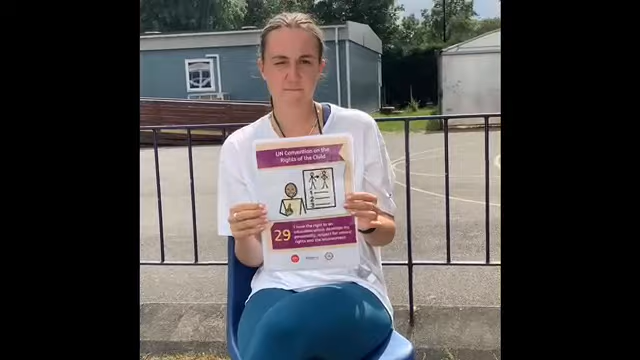 UN Convention on the
Rights of the Child
29
I have the right to an
education which develops my
personality, respect for others'
rights and the environment.